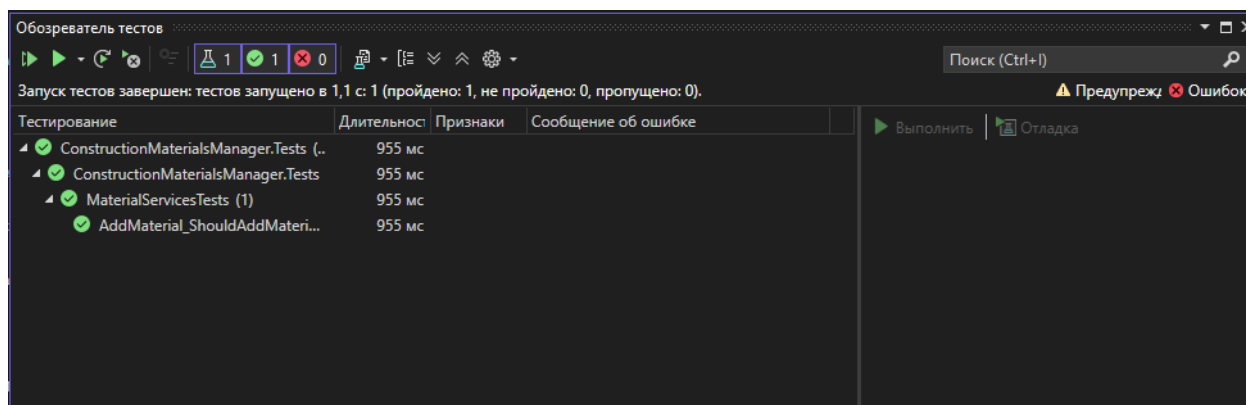 Обозреватель тестов
1 1 0 Поиск (Ctrl+I)
Запуск тестов завершен: тестов запущено в 1,1 с: 1 (пройдено: 1, не пройдено: 0, пропущено: 0). Предупреж Ошибок
Тестирование Длительност Признаки Сообщение об ошибке Выполнить Отладка
ConstructionMaterialsManager.Tests (.. 955 мс
ConstructionMaterialsManager.Tests 955 мс
MaterialServicesTests (1) 955 мс
AddMaterial_ShouldAddMateri... 955 мс